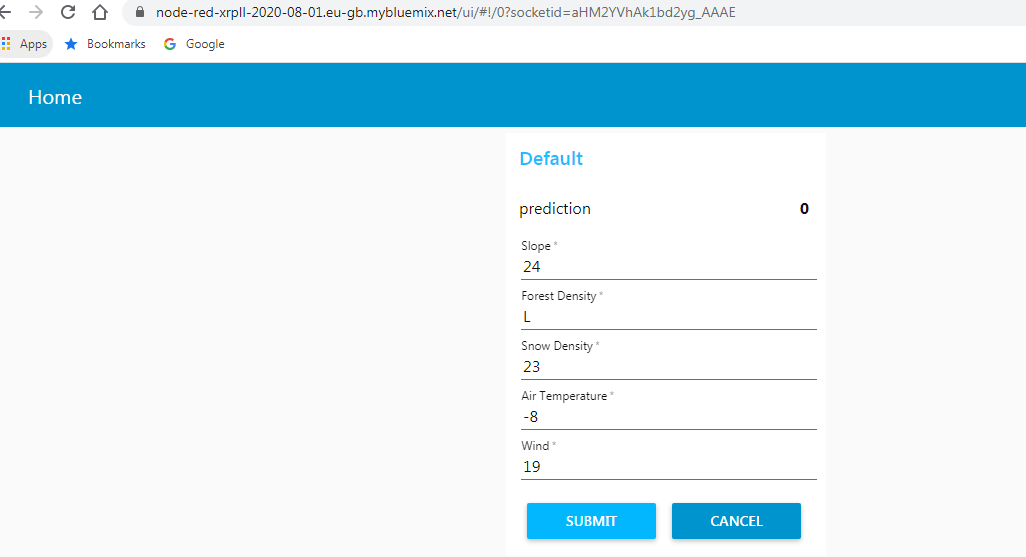 node-red-xrpll-2020-08-01.eu-gb.mybluemix.net/ui/#!/0?socketid=aHM2YVhAk1bd2yg_AAAE
Apps Bookmarks Google
Home
Default
prediction 0
Slope *
24
Forest Density *
L
Snow Density *
23
Air Temperature *
-8
Wind *
19
SUBMIT CANCEL